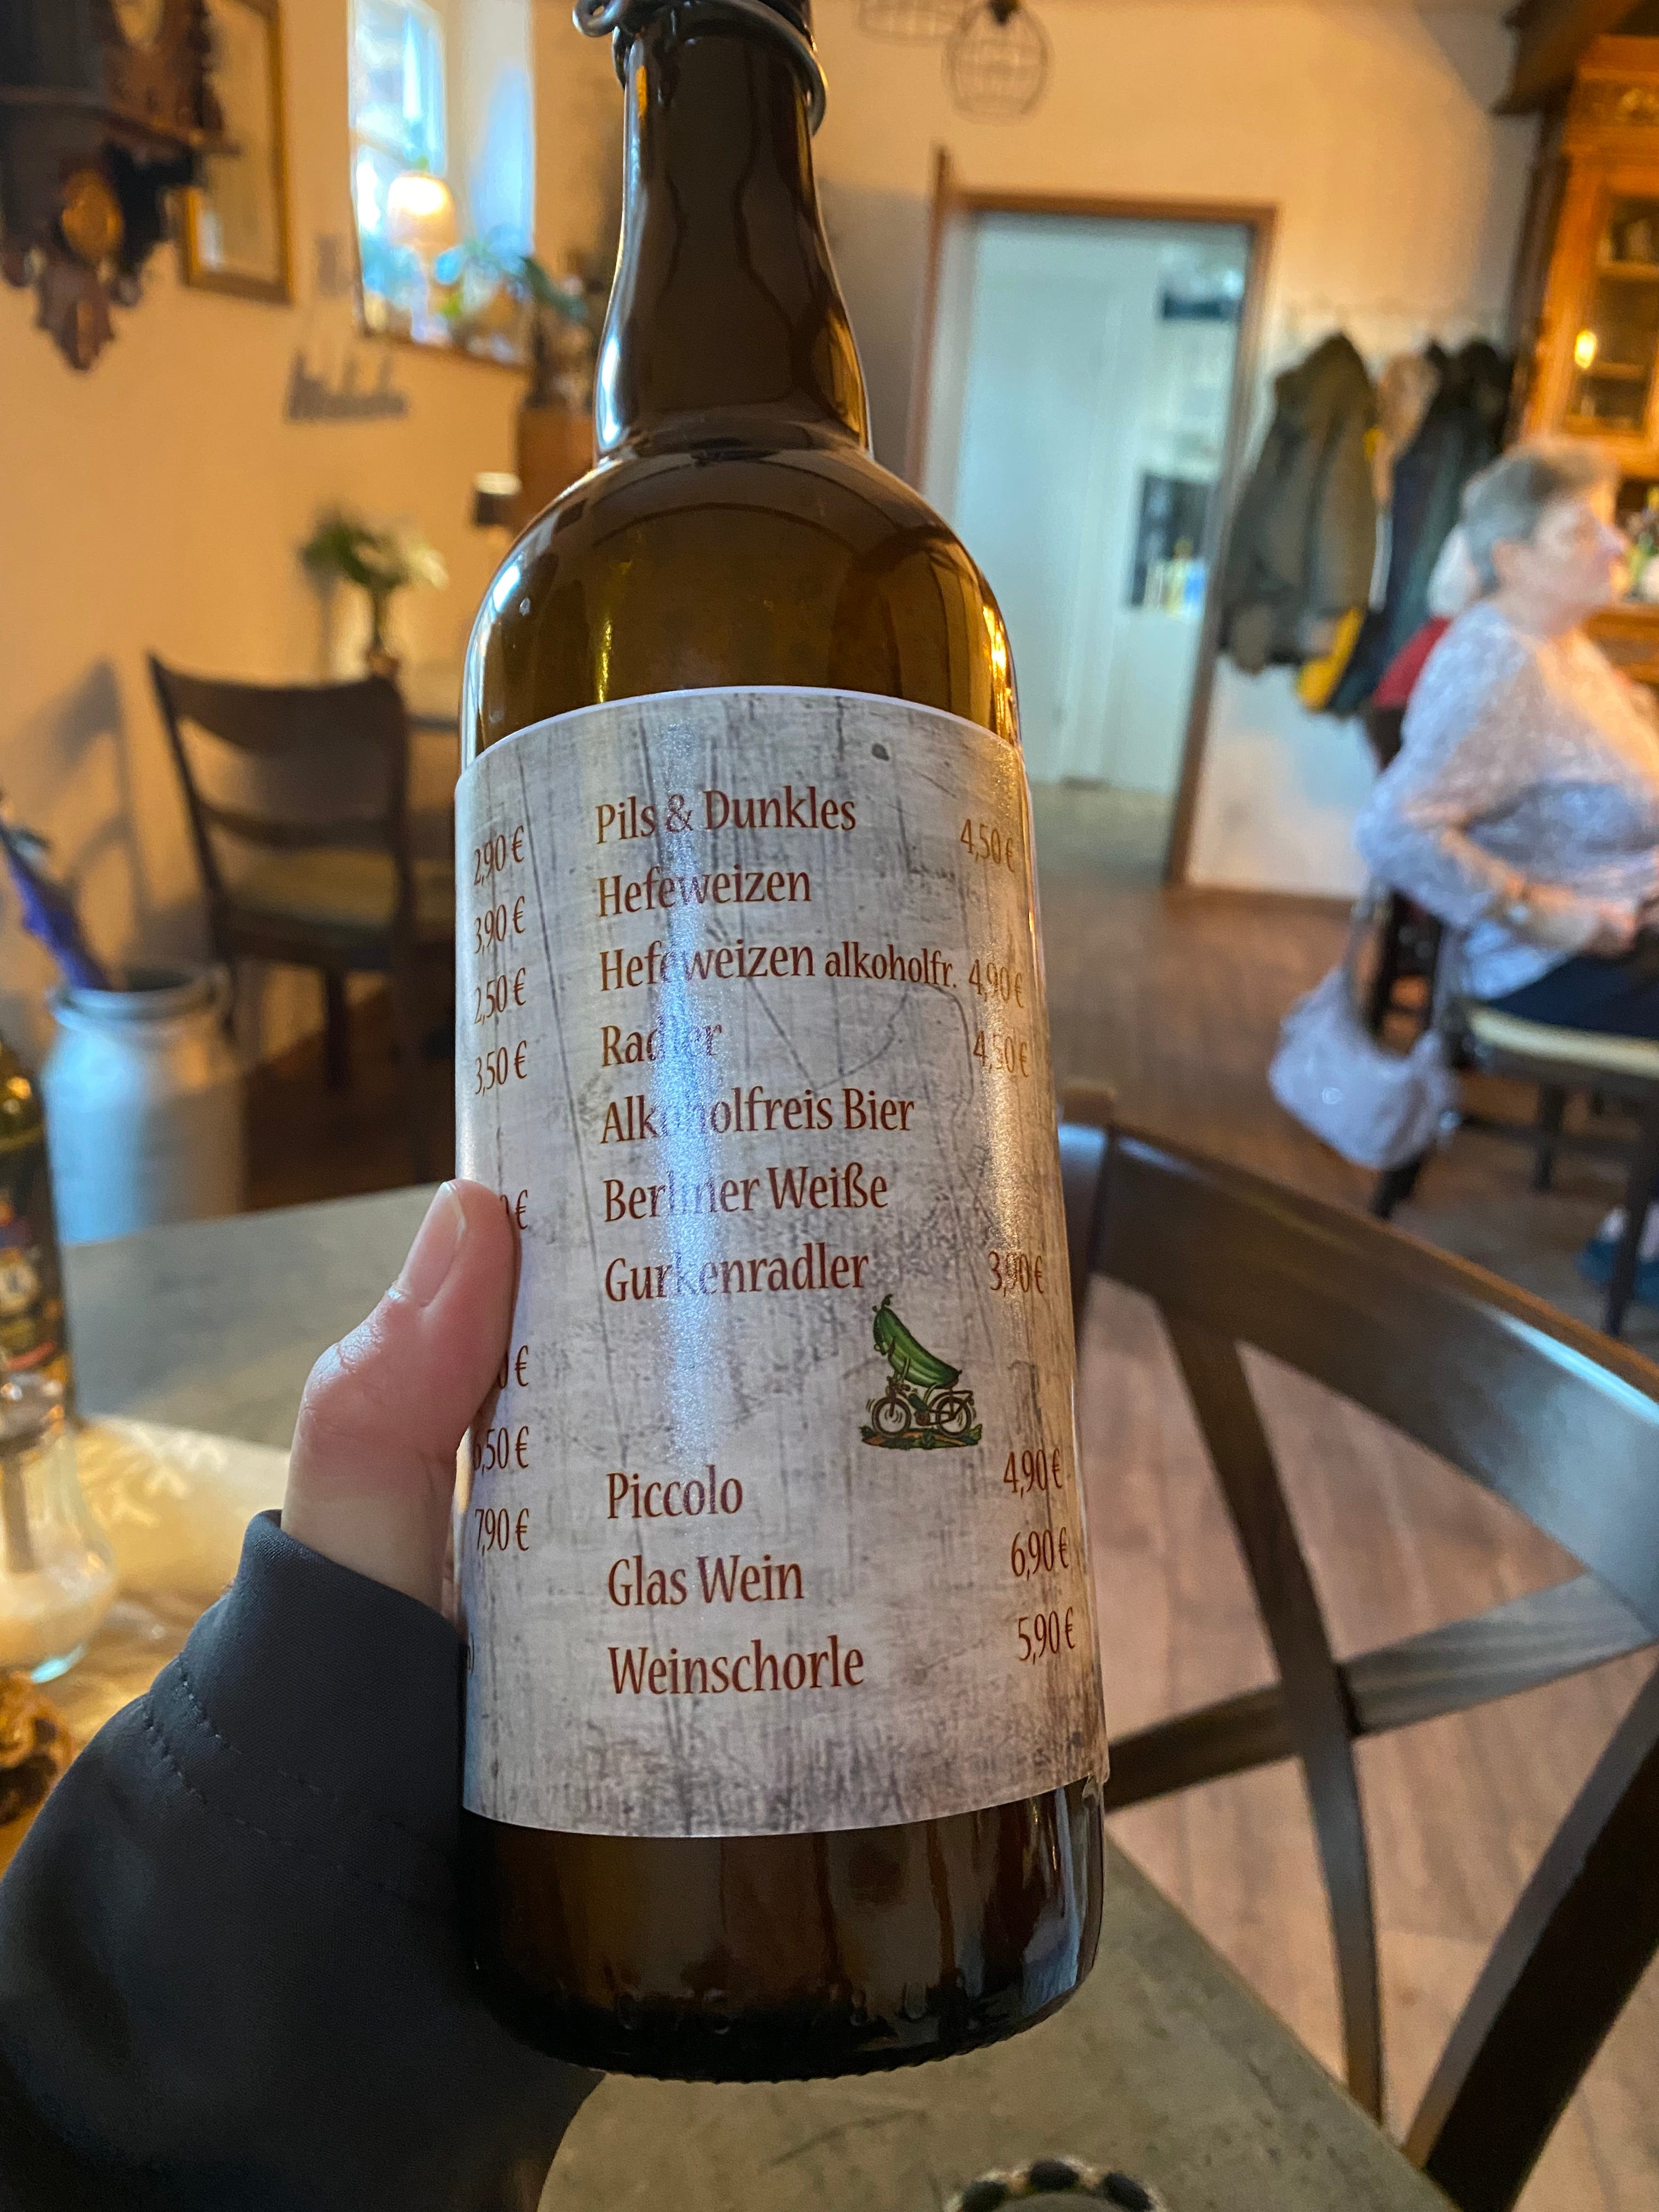 2,90 €
3,90 €
2,50 €
3,50 €
€
€
6,50 €
7,90 €
Pils & Dunkles 4,50 €
Hefeweizen
Hefeweizen alkoholfr. 4,90 €
Radler 4,50 €
Alkoholfreis Bier
Berliner Weiße
Gurkenradler 3,90 €
Piccolo 4,90 €
Glas Wein 6,90 €
Weinschorle 5,90 €